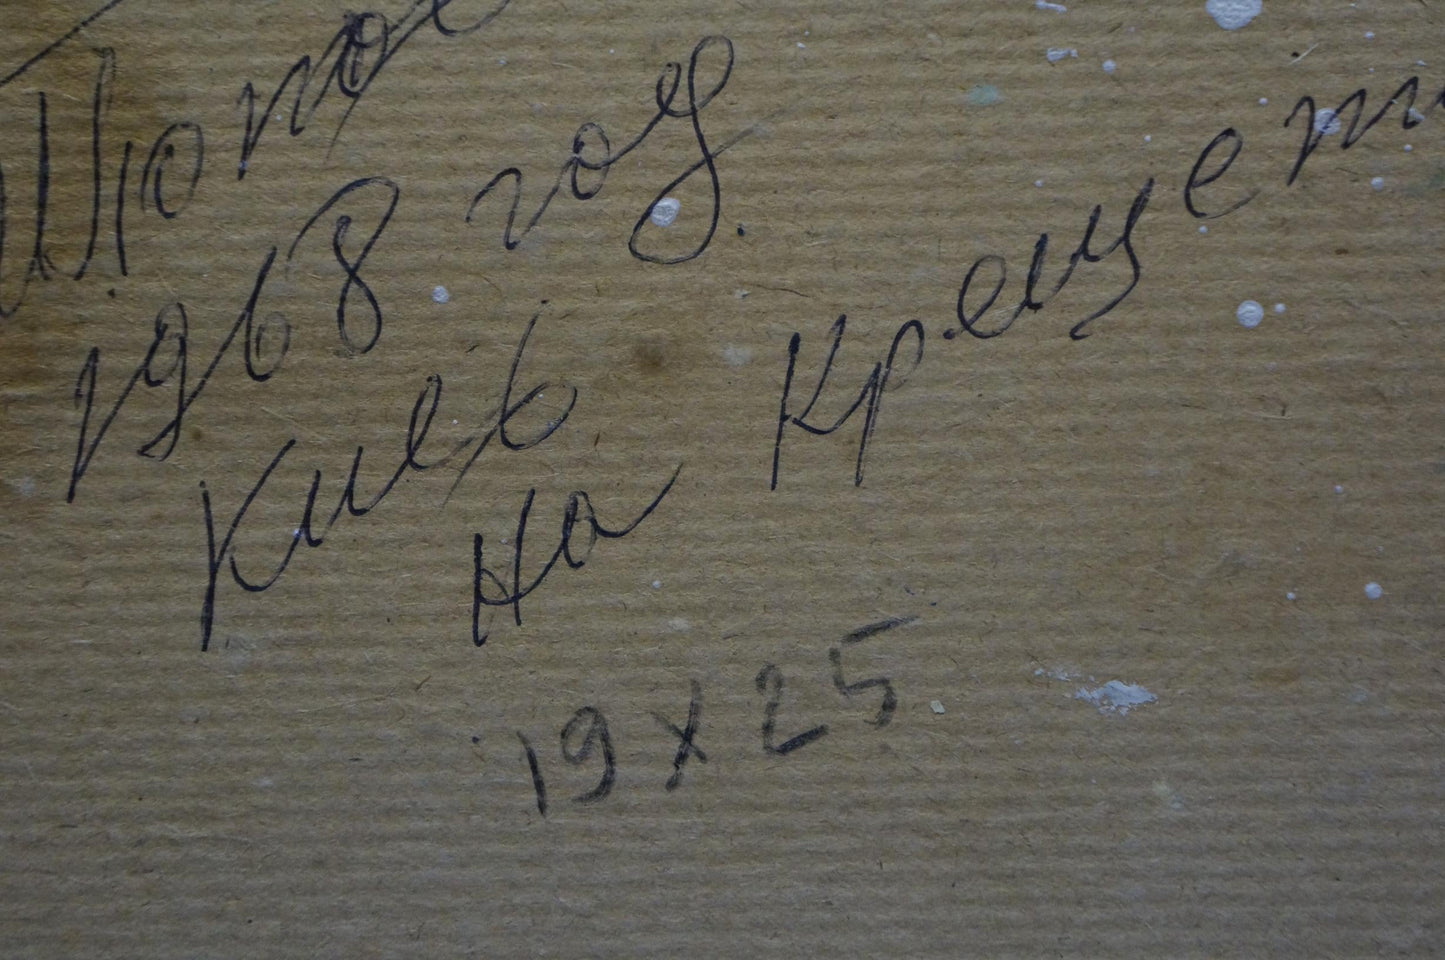 1968 год.
Киев
на Крещат
19 x 25